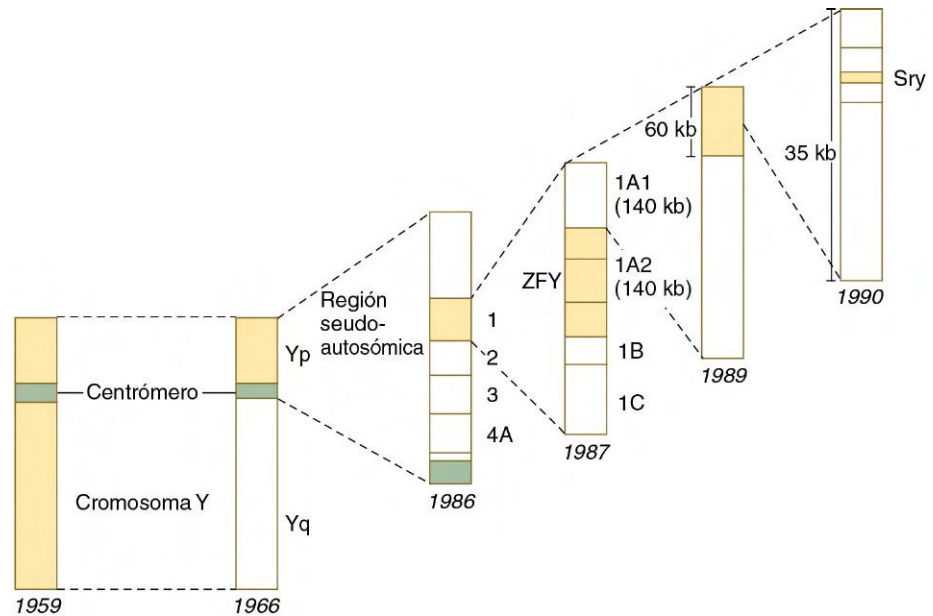 Sry
60 kb
35 kb
1A1
(140 kb)
ZFY
1A2
(140 kb)
1990
Región
seudo-
autosómica
1
2
1B
1989
Yp
3
1C
Centrómero
4A
1987
1986
Cromosoma Y
Yq
1959
1966